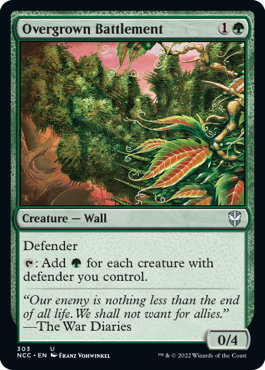 Overgrown Battlement 1
Creature — Wall
Defender
: Add for each creature with
defender you control.
“Our enemy is nothing less than the end
of all life. We shall not want for allies.”
—The War Diaries
0/4
303 U
NCC • EN Franz Vohwinkel
™ & © 2022 Wizards of the Coast